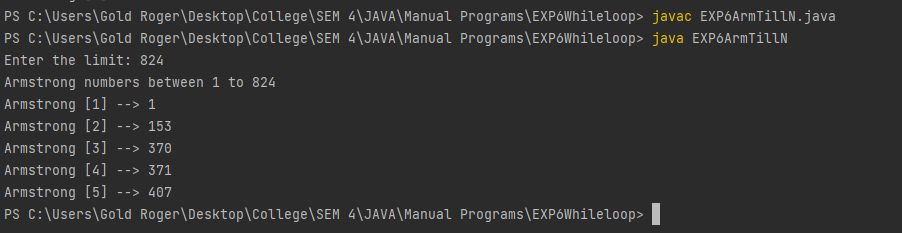 PS C:\Users\Gold Roger\Desktop\College\SEM 4\JAVA\Manual Programs\EXP6Whileloop> javac EXP6ArmTillN.java
PS C:\Users\Gold Roger\Desktop\College\SEM 4\JAVA\Manual Programs\EXP6Whileloop> java EXP6ArmTillN
Enter the limit: 824
Armstrong numbers between 1 to 824
Armstrong [1] --> 1
Armstrong [2] --> 153
Armstrong [3] --> 370
Armstrong [4] --> 371
Armstrong [5] --> 407
PS C:\Users\Gold Roger\Desktop\College\SEM 4\JAVA\Manual Programs\EXP6Whileloop>